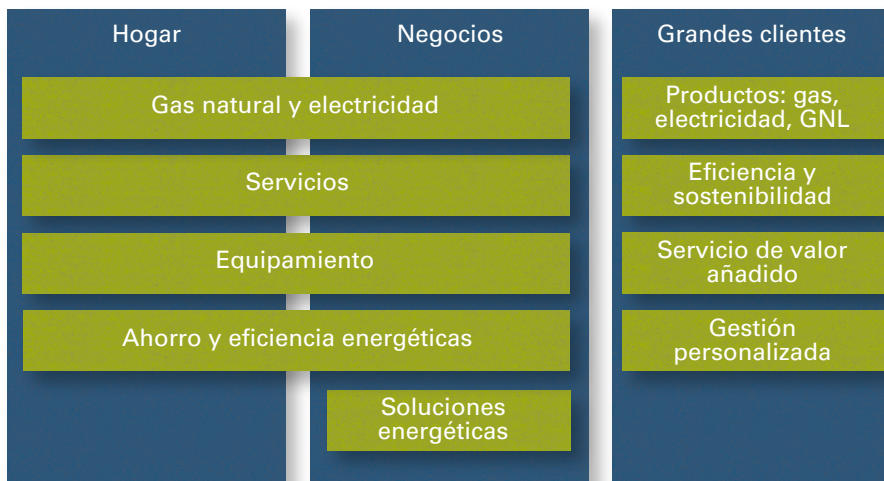 Hogar
Negocios
Grandes clientes
Gas natural y electricidad
Servicios
Equipamiento
Ahorro y eficiencia energéticas
Soluciones
energéticas
Productos: gas,
electricidad, GNL
Eficiencia y
sostenibilidad
Servicio de valor
añadido
Gestión
personalizada